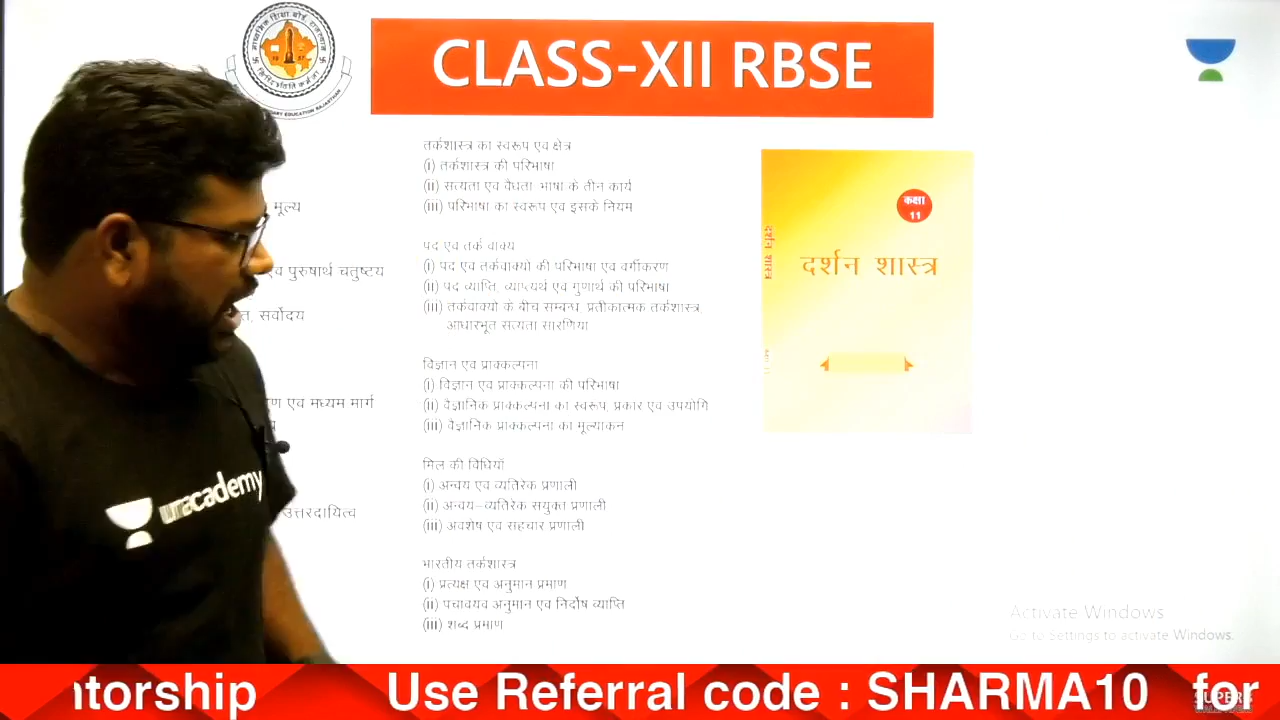 CLASS-XII RBSE
मूल्य
एवं पुरुषार्थ चतुष्टय
सर्वोदय
एवं मध्यम मार्ग
उत्तरदायित्व
तर्कशास्त्र का स्वरूप एवं क्षेत्र
(i) तर्कशास्त्र की परिभाषा
(ii) सत्यता एवं वैधता, भाषा के तीन कार्य
(iii) परिभाषा का स्वरूप एवं इसके नियम
पद एवं तर्क वाक्य
(i) पद एवं तर्कवाक्यों की परिभाषा एवं वर्गीकरण
(ii) पद व्याप्ति, व्याप्यर्थ एवं गुणार्थ की परिभाषा
(iii) तर्कवाक्यों के बीच सम्बन्ध, प्रतीकात्मक तर्कशास्त्र,
आधारभूत सत्यता सारणियां
विज्ञान एवं प्राक्कल्पना
(i) विज्ञान एवं प्राक्कल्पना की परिभाषा
(ii) वैज्ञानिक प्राक्कल्पना का स्वरूप, प्रकार एवं उपयोगि
(iii) वैज्ञानिक प्राक्कल्पना का मूल्यांकन
मिल की विधियाँ
(i) अन्वय एवं व्यतिरेक प्रणाली
(ii) अन्वय–व्यतिरेक संयुक्त प्रणाली
(iii) अवशेष एवं सहचार प्रणाली
भारतीय तर्कशास्त्र
(i) प्रत्यक्ष एवं अनुमान प्रमाण
(ii) पंचावयव अनुमान एवं निर्दोष व्याप्ति
(iii) शब्द प्रमाण
कक्षा
11
दर्शन शास्त्र
दर्शन शास्त्र
unacademy
Activate Windows
Go to Settings to activate Windows.
ntorship Use Referral code : SHARMA10 for